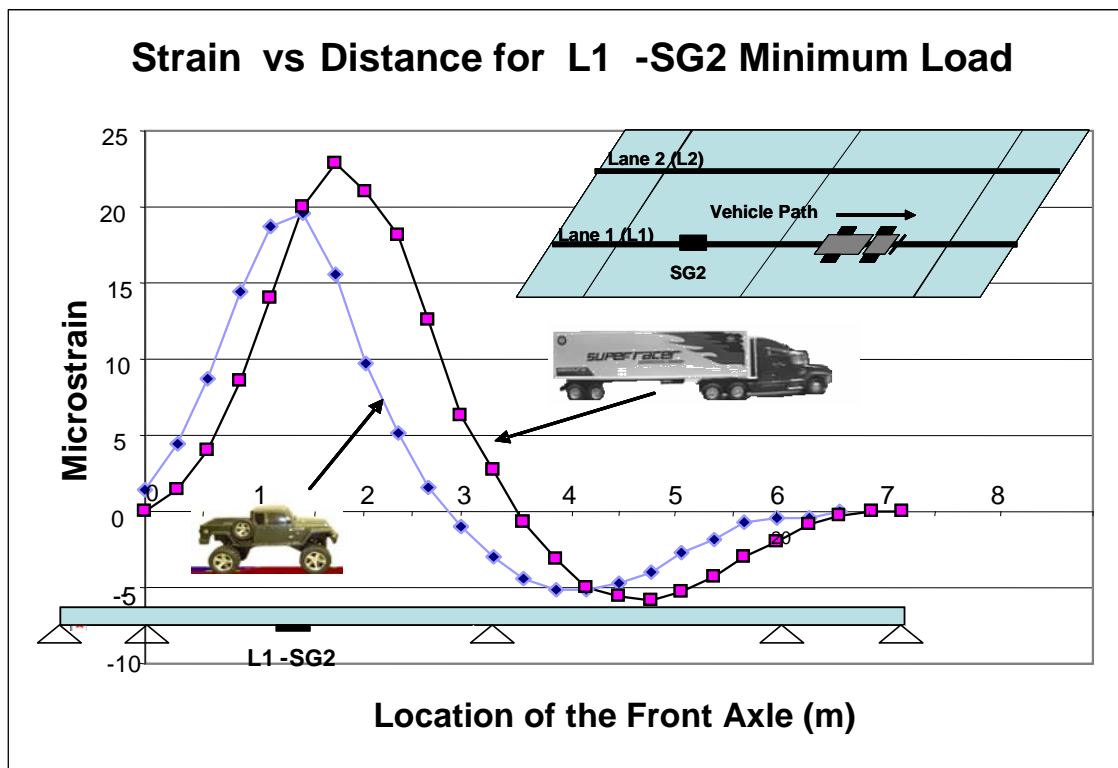 Strain vs Distance for L1 -SG2 Minimum Load
25
20
15
10
5
0
-5
-10
Microstrain
0 1 2 3 4 5 6 7 8
20
Lane 2 (L2)
Vehicle Path
Lane 1 (L1)
SG2
SUPERracer
L1 -SG2
Location of the Front Axle (m)